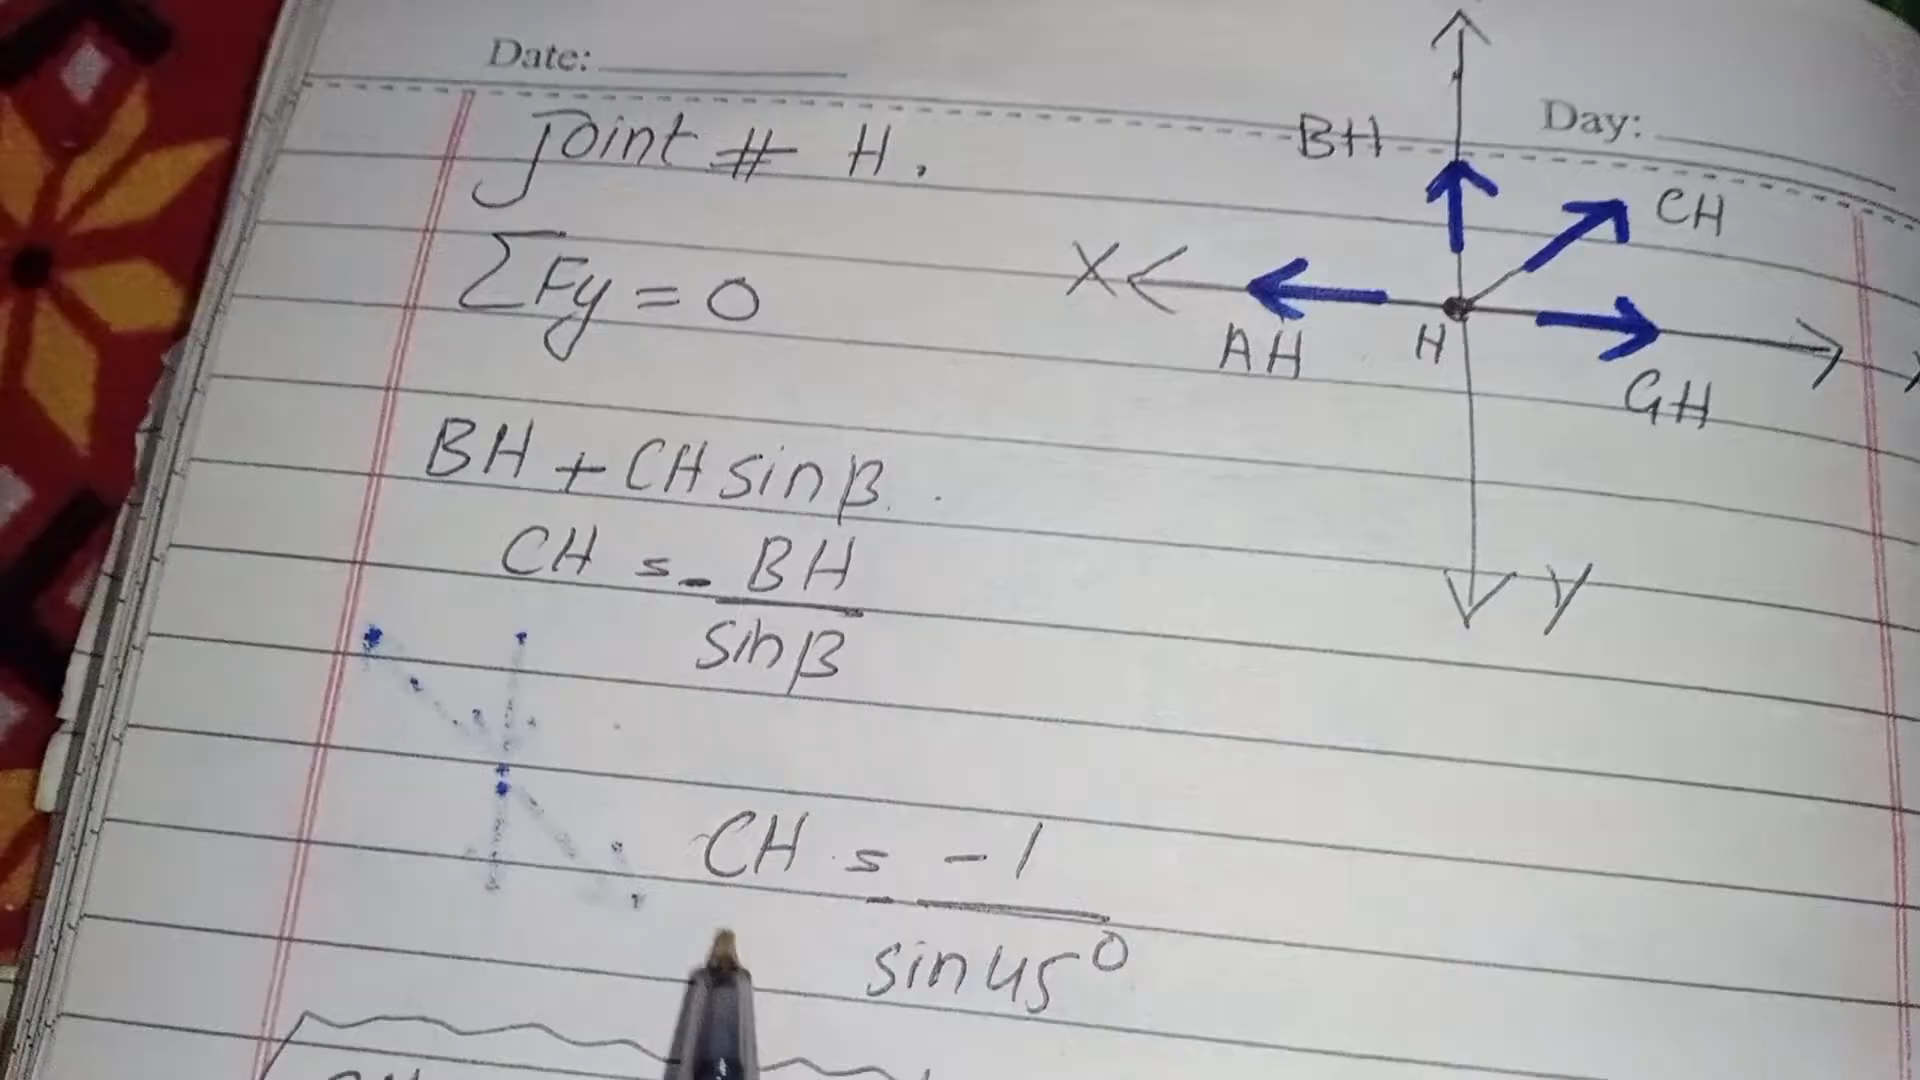 Date:
Day:
Joint # H.
BH
CH
X
AH
H
GH
Y
ΣFy = 0
BH + CH sinβ.
CH = - BH
sinβ
CH = -1
sin45°